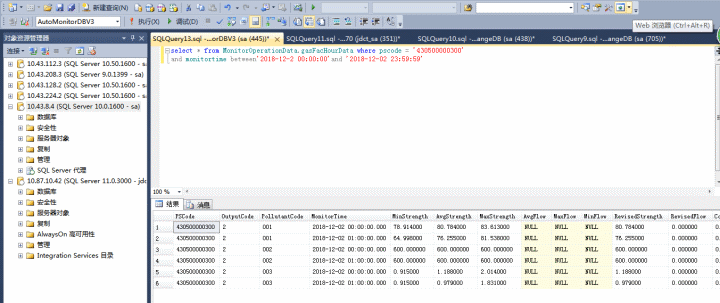 新建查询(N)
AutoMonitorDBV3
执行(X)
调试(D)
Web 浏览器 (Ctrl+Alt+R)
对象资源管理器
连接
10.43.112.3 (SQL Server 10.50.1600 - sa)
10.43.208.3 (SQL Server 9.0.1399 - sa)
10.43.128.2 (SQL Server 10.50.1600 - sa)
10.43.224.2 (SQL Server 10.50.1600 - sa)
10.43.8.4 (SQL Server 10.0.1600 - sa)
数据库
安全性
服务器对象
复制
管理
SQL Server 代理
10.87.10.42 (SQL Server 11.0.3000 - jdc
数据库
安全性
服务器对象
复制
AlwaysOn 高可用性
管理
Integration Services 目录
SQLQuery13.sql -...orDBV3 (sa (445))*
SQLQuery11.sql -...70 (jdct_sa (351))*
SQLQuery10.sql -...angeDB (sa (438))*
SQLQuery9.sql -...angeDB (sa (705))*
select * from MonitorOperationData.gasFacHourData where pscode = '430500000300'
and monitortime between'2018-12-2 00:00:00'and '2018-12-02 23:59:59'
100 %
结果
消息
PSCode OutputCode PollutantCode MonitorTime MinStrength AvgStrength MaxStrength AvgFlow MaxFlow MinFlow RevisedStrength RevisedFlow Co
1 430500000300 2 001 2018-12-02 00:00:00.000 78.914000 80.784000 83.613000 NULL NULL NULL 80.784000 0.000000 0.
2 430500000300 2 001 2018-12-02 01:00:00.000 64.998000 76.255000 81.538000 NULL NULL NULL 76.255000 0.000000 0.
3 430500000300 2 002 2018-12-02 00:00:00.000 600.000000 600.000000 600.000000 NULL NULL NULL 600.000000 0.000000 0.
4 430500000300 2 002 2018-12-02 01:00:00.000 600.000000 600.000000 600.000000 NULL NULL NULL 600.000000 0.000000 0.
5 430500000300 2 003 2018-12-02 00:00:00.000 0.915000 1.188000 2.014000 NULL NULL NULL 1.188000 0.000000 0.
6 430500000300 2 003 2018-12-02 01:00:00.000 0.915000 0.979000 1.831000 NULL NULL NULL 0.979000 0.000000 0.